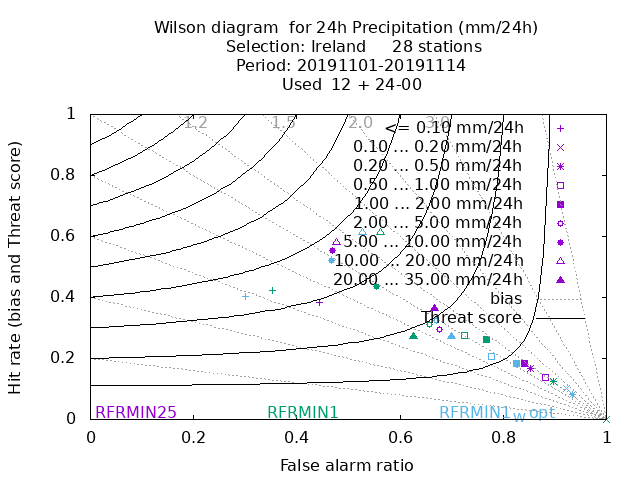 Wilson diagram  for 24h Precipitation (mm/24h)
Selection: Ireland     28 stations
Period: 20191101-20191114
Used  12 + 24-00
Hit rate (bias and Threat score)
1
0.8
0.6
0.4
0.2
0
1.2
1.5
2.0
3.0
<= 0.10 mm/24h
0.10 ... 0.20 mm/24h
0.20 ... 0.50 mm/24h
0.50 ... 1.00 mm/24h
1.00 ... 2.00 mm/24h
2.00 ... 5.00 mm/24h
5.00 ... 10.00 mm/24h
10.00 ... 20.00 mm/24h
20.00 ... 35.00 mm/24h
bias
Threat score
RFRMIN25 RFRMIN1 RFRMIN1_W_opt
0 0.2 0.4 0.6 0.8 1
False alarm ratio